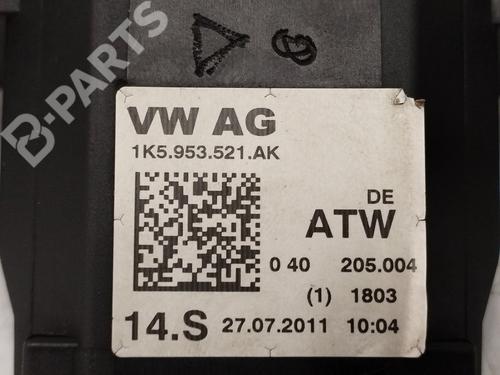 B-PARTS
VW AG
1K5.953.521.AK
DE
ATW
0 40 205.004
(1) 1803
14.S 27.07.2011 10:04